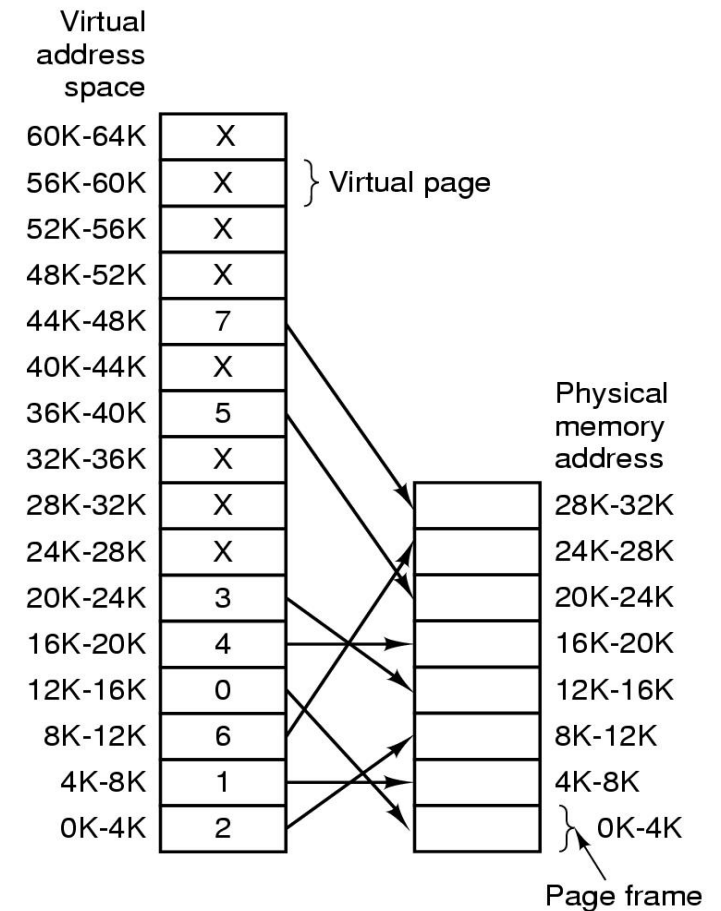 Virtual
address
space
60K-64K X
56K-60K X Virtual page
52K-56K X
48K-52K X
44K-48K 7
40K-44K X
36K-40K 5
32K-36K X
28K-32K X
24K-28K X
20K-24K 3
16K-20K 4
12K-16K 0
8K-12K 6
4K-8K 1
0K-4K 2
Physical
memory
address
28K-32K
24K-28K
20K-24K
16K-20K
12K-16K
8K-12K
4K-8K
0K-4K
Page frame